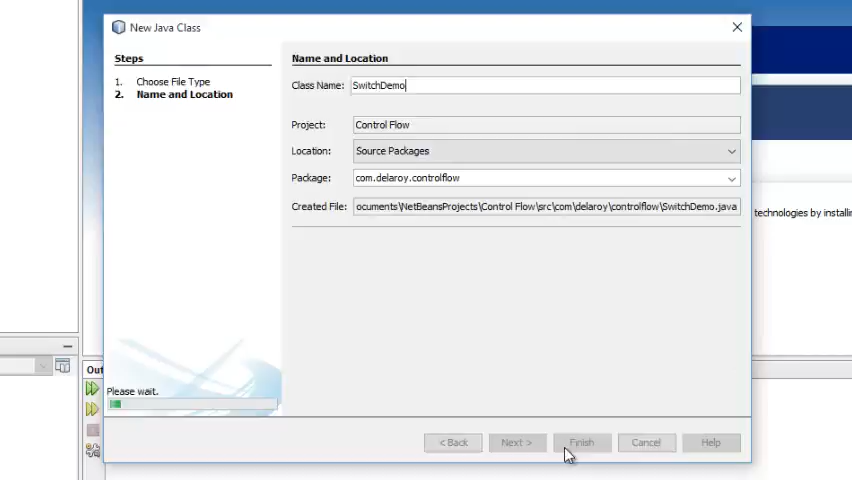 New Java Class
Steps
1. Choose File Type
2. Name and Location
Name and Location
Class Name: SwitchDemo
Project: Control Flow
Location: Source Packages
Package: com.delaroy.controlflow
Created File: ocuments\NetBeansProjects\Control Flow\src\com\delaroy\controlflow\SwitchDemo.java
technologies by installin
Out
Please wait.
< Back Next > Finish Cancel Help